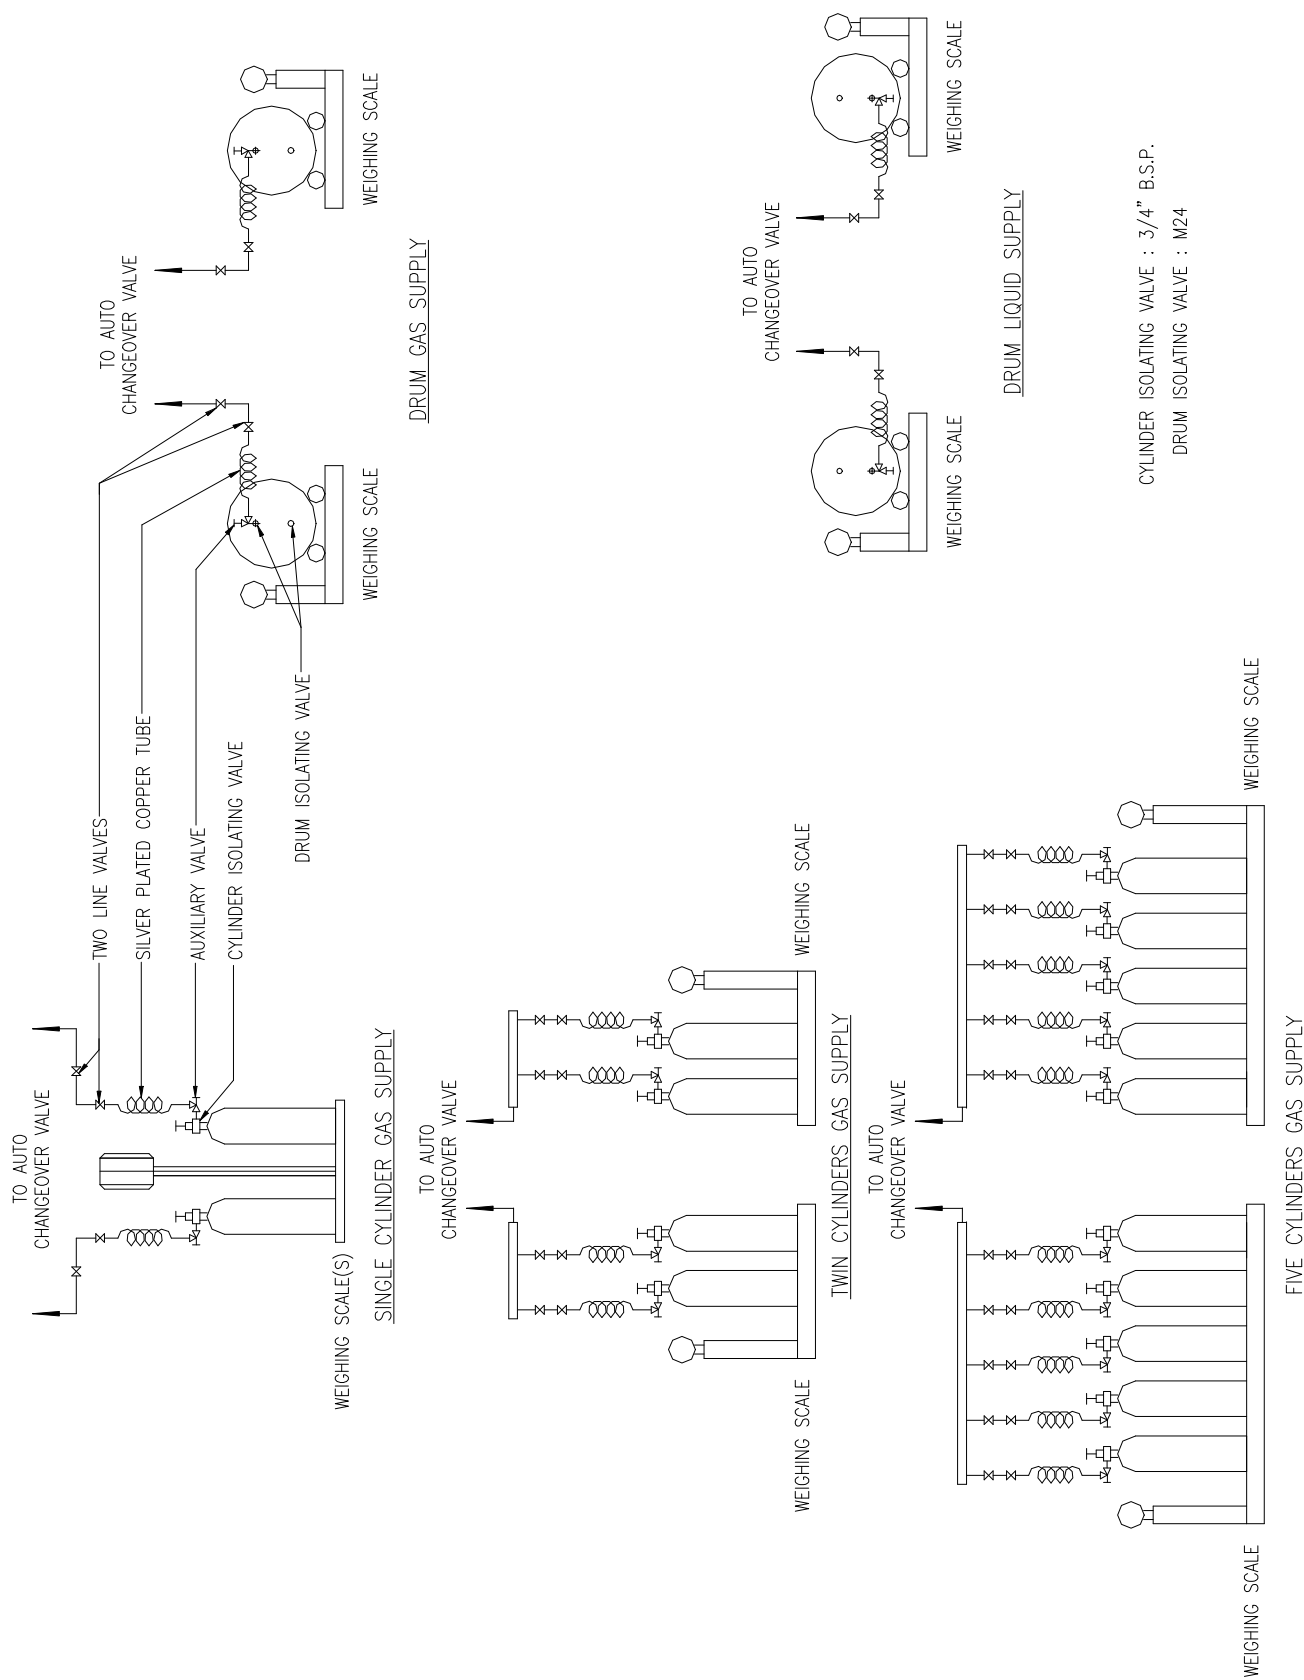 TO AUTO
CHANGEOVER VALVE
TWO LINE VALVES
SILVER PLATED COPPER TUBE
AUXILIARY VALVE
CYLINDER ISOLATING VALVE
DRUM ISOLATING VALVE
WEIGHING SCALE(S)
SINGLE CYLINDER GAS SUPPLY
TO AUTO
CHANGEOVER VALVE
WEIGHING SCALE
WEIGHING SCALE
DRUM GAS SUPPLY
TO AUTO
CHANGEOVER VALVE
WEIGHING SCALE
WEIGHING SCALE
TWIN CYLINDERS GAS SUPPLY
TO AUTO
CHANGEOVER VALVE
WEIGHING SCALE
WEIGHING SCALE
DRUM LIQUID SUPPLY
TO AUTO
CHANGEOVER VALVE
WEIGHING SCALE
WEIGHING SCALE
FIVE CYLINDERS GAS SUPPLY
CYLINDER ISOLATING VALVE : 3/4" B.S.P.
DRUM ISOLATING VALVE : M24